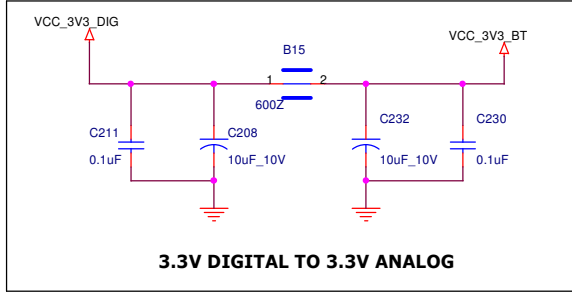 VCC_3V3_DIG
VCC_3V3_BT
B15
1 2
600Z
C211
C208
C232
C230
0.1uF
10uF_10V
10uF_10V
0.1uF
3.3V DIGITAL TO 3.3V ANALOG